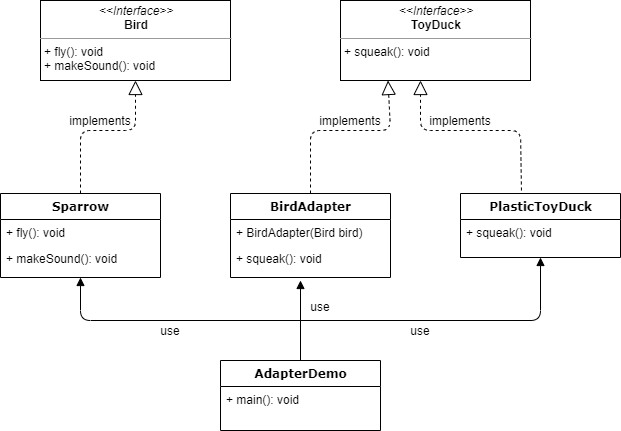 <<Interface>>
Bird
+ fly(): void
+ makeSound(): void
<<Interface>>
ToyDuck
+ squeak(): void
implements
implements
implements
Sparrow
+ fly(): void
+ makeSound(): void
BirdAdapter
+ BirdAdapter(Bird bird)
+ squeak(): void
PlasticToyDuck
+ squeak(): void
use
use
use
AdapterDemo
+ main(): void